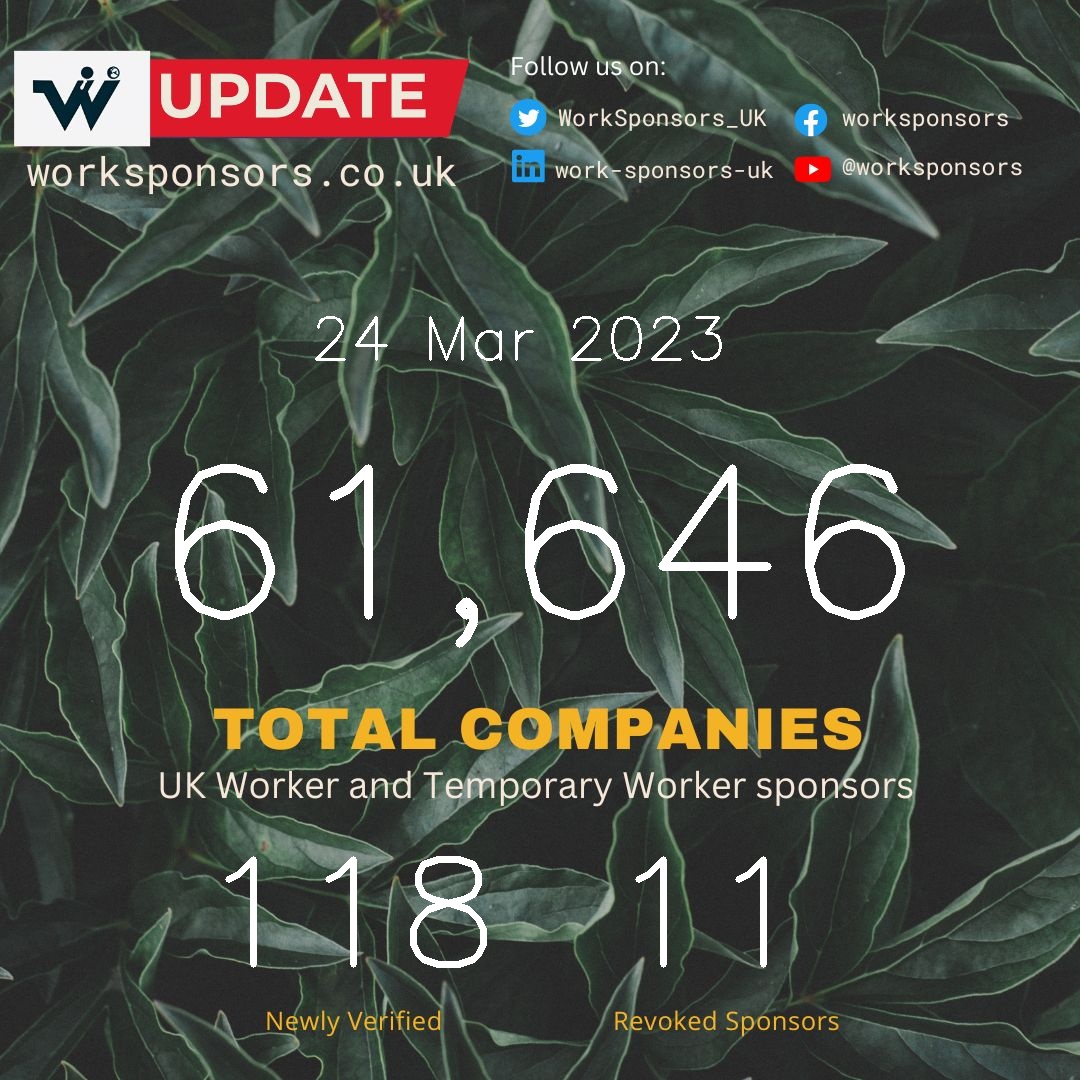 UPDATE
worksponsors.co.uk
Follow us on:
WorkSponsors_UK
worksponsors
work-sponsors-uk
@worksponsors
24 Mar 2023
61,646
TOTAL COMPANIES
UK Worker and Temporary Worker sponsors
118
11
Newly Verified
Revoked Sponsors